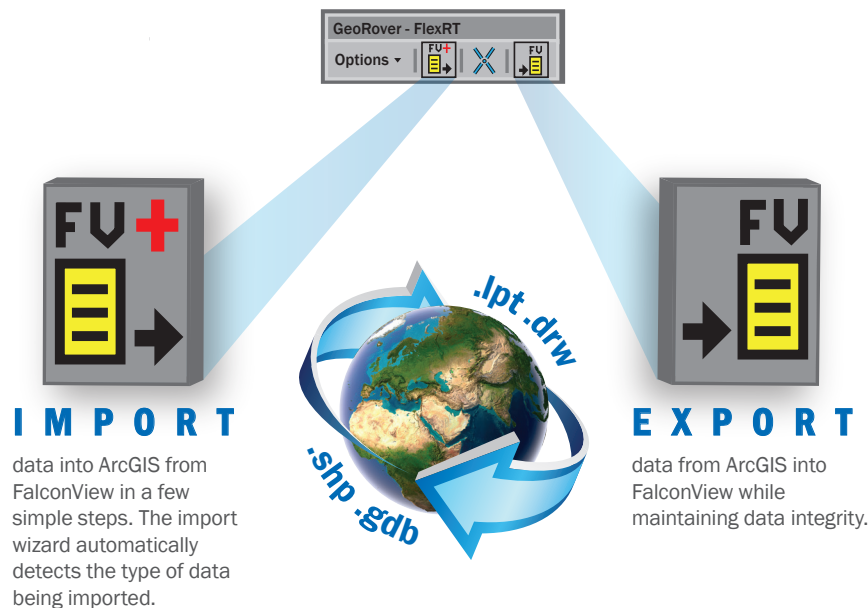 GeoRover - FlexRT
Options
FV+
FV
FV+
FV
.lpt .drw
.shp .gdb
IMPORT
data into ArcGIS from
FalconView in a few
simple steps. The import
wizard automatically
detects the type of data
being imported.
EXPORT
data from ArcGIS into
FalconView while
maintaining data integrity.